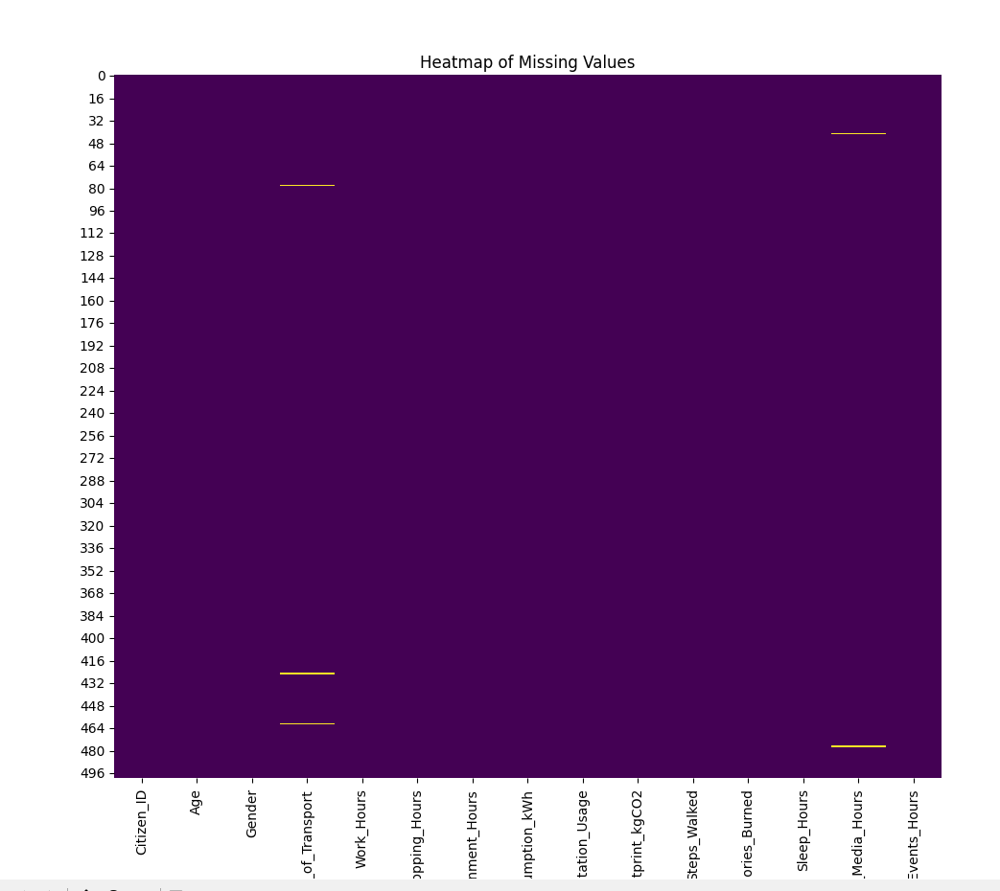 Heatmap of Missing Values
0
16
32
48
64
80
96
112
128
144
160
176
192
208
224
240
256
272
288
304
320
336
352
368
384
400
416
432
448
464
480
496
Citizen_ID
Age
Gender
_of_Transport
Work_Hours
opping_Hours
nment_Hours
umption_kWh
tation_Usage
tprint_kgCO2
Steps_Walked
ories_Burned
Sleep_Hours
_Media_Hours
Events_Hours